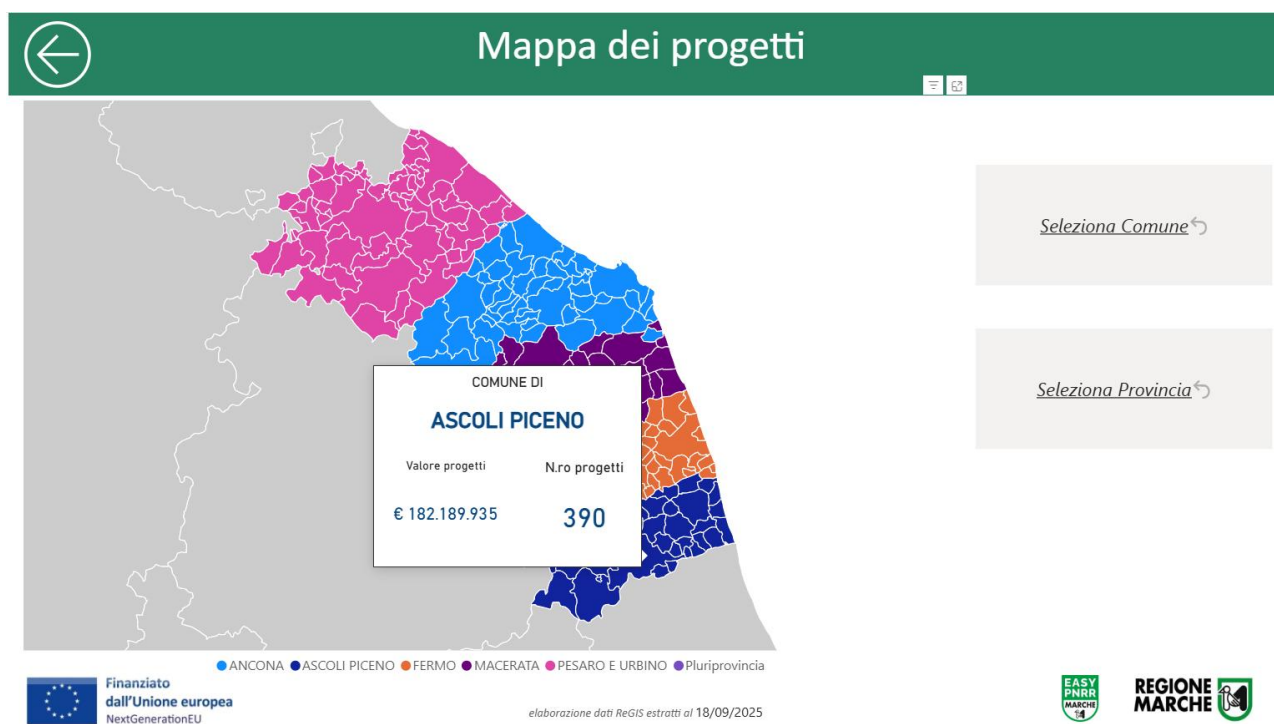 Mappa dei progetti
Seleziona Comune
Seleziona Provincia
COMUNE DI
ASCOLI PICENO
Valore progetti
N.ro progetti
€ 182.189.935
390
ANCONA ASCOLI PICENO FERMO MACERATA PESARO E URBINO Pluriprovincia
Finanziato
dall'Unione europea
NextGenerationEU
elaborazione dati ReGIS estratti al 18/09/2025
EASY
PNRR
MARCHE
REGIONE
MARCHE